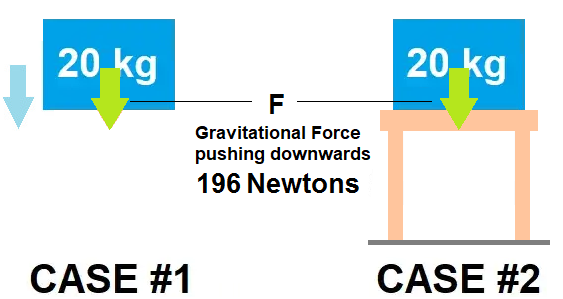 20 kg
20 kg
F
Gravitational Force
pushing downwards
196 Newtons
CASE #1
CASE #2